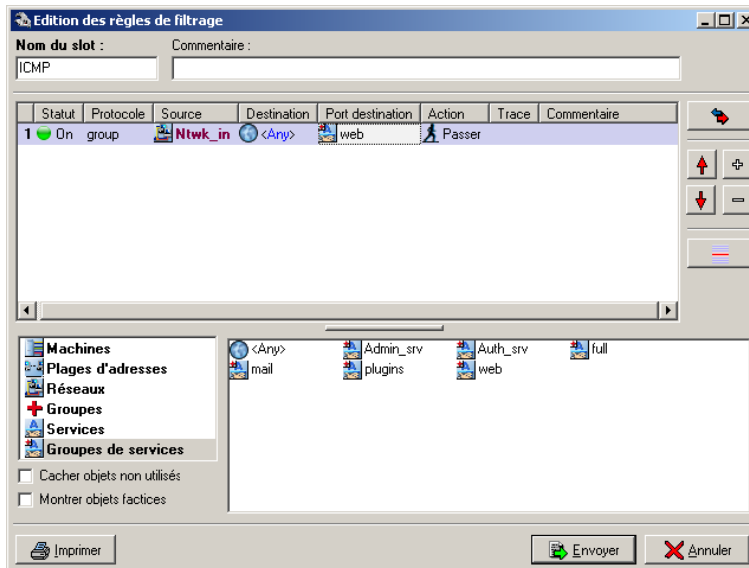 Edition des règles de filtrage
Nom du slot : Commentaire :
ICMP
Statut Protocole Source Destination Port destination Action Trace Commentaire
1 On group Ntwk_in <Any> web Passer
Machines
Plages d'adresses
Réseaux
Groupes
Services
Groupes de services
<Any> Admin_srv Auth_srv full
mail plugins web
Cacher objets non utilisés
Montrer objets factices
Imprimer Envoyer Annuler